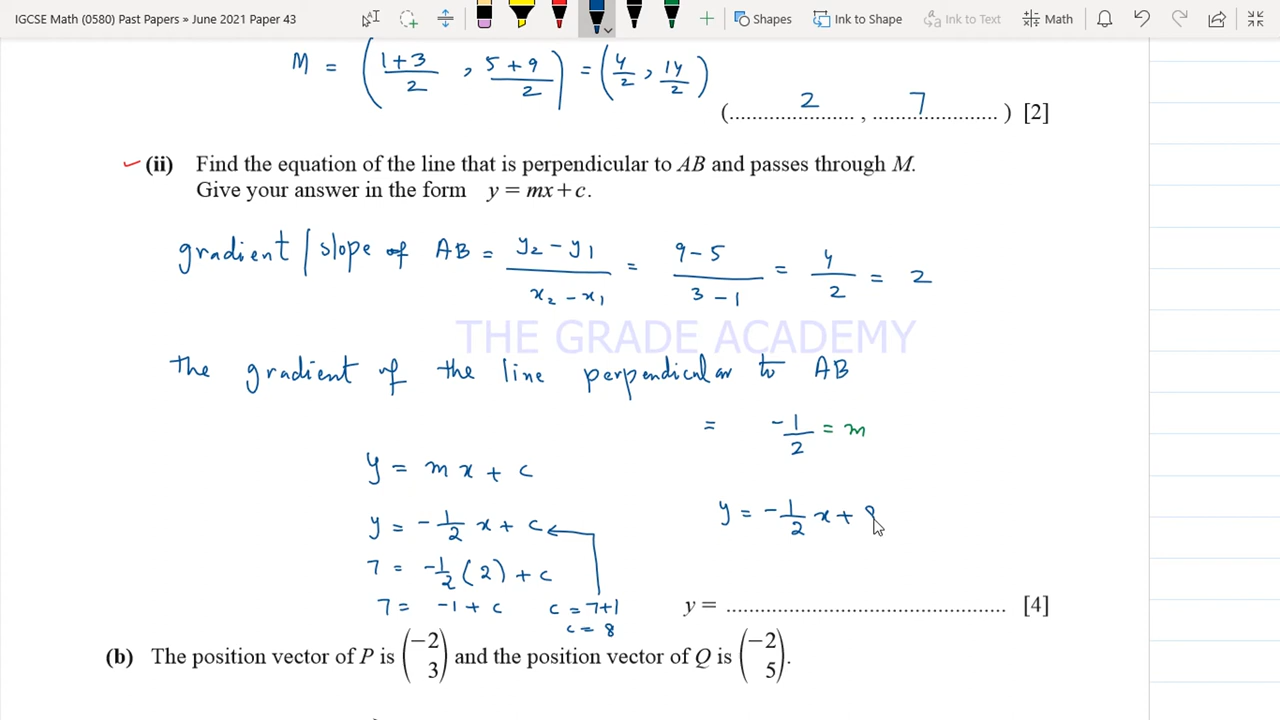 IGCSE Math (0580) Past Papers » June 2021 Paper 43 Shapes Ink to Shape Ink to Text Math
M = (1+3/2 , 5+9/2) = (4/2 , 14/2)
(...................... 2 , ...................... 7 ) [2]
(ii) Find the equation of the line that is perpendicular to AB and passes through M.
Give your answer in the form y = mx + c.
gradient / slope of AB = y₂ - y₁ / x₂ - x₁ = 9 - 5 / 3 - 1 = 4/2 = 2
THE GRADE ACADEMY
The gradient of the line perpendicular to AB
= -1/2 = m
y = mx + c
y = -1/2 x + c
y = -1/2 x + 8
7 = -1/2 (2) + c
7 = -1 + c
c = 7+1
c = 8
y = .................................................. [4]
(b) The position vector of P is (−2 3) and the position vector of Q is (−2 5).